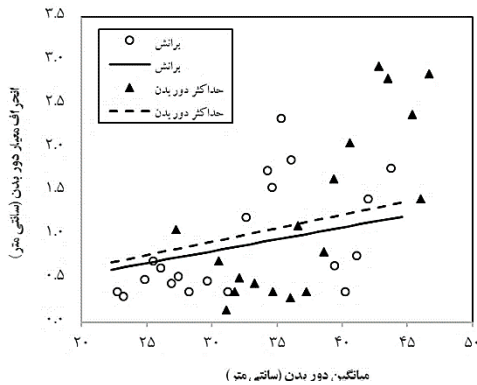 ۳.۵
۳.۰
۲.۵
۲.۰
۱.۵
۱.۰
۰.۵
۰.۰
برانش
برانش
حداکثر دور بدن
حداکثر دور بدن
انحراف معیار دور بدن (سانتی متر)
۲۰ ۲۵ ۳۰ ۳۵ ۴۰ ۴۵ ۵۰
میانگین دور بدن (سانتی متر)